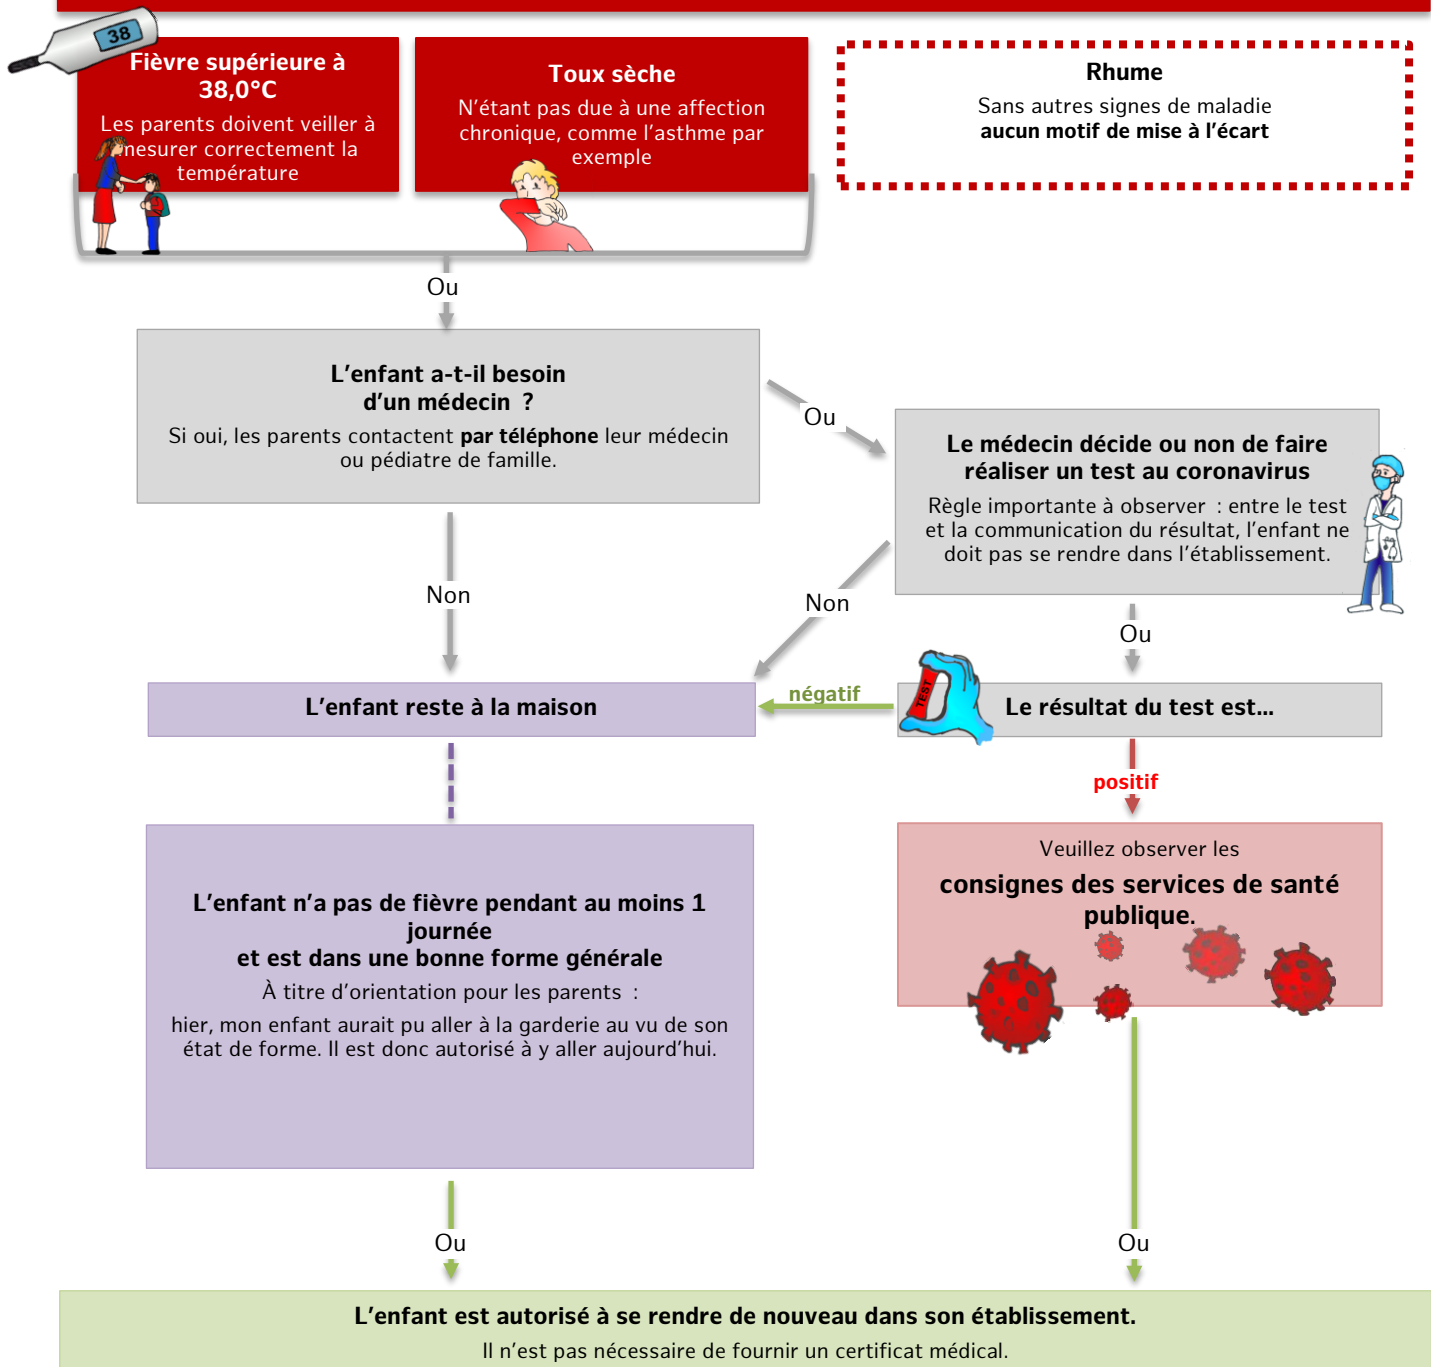 38
Fièvre supérieure à
38,0°C
Les parents doivent veiller à
mesurer correctement la
température
Toux sèche
N'étant pas due à une affection
chronique, comme l'asthme par
exemple
Rhume
Sans autres signes de maladie
aucun motif de mise à l'écart
Ou
L'enfant a-t-il besoin
d'un médecin ?
Si oui, les parents contactent par téléphone leur médecin
ou pédiatre de famille.
Ou
Le médecin décide ou non de faire
réaliser un test au coronavirus
Règle importante à observer : entre le test
et la communication du résultat, l'enfant ne
doit pas se rendre dans l'établissement.
Non
Non
Ou
L'enfant reste à la maison
négatif
TEST
Le résultat du test est...
positif
L'enfant n'a pas de fièvre pendant au moins 1
journée
et est dans une bonne forme générale
À titre d'orientation pour les parents :
hier, mon enfant aurait pu aller à la garderie au vu de son
état de forme. Il est donc autorisé à y aller aujourd'hui.
Veuillez observer les
consignes des services de santé
publique.
Ou
Ou
L'enfant est autorisé à se rendre de nouveau dans son établissement.
Il n'est pas nécessaire de fournir un certificat médical.